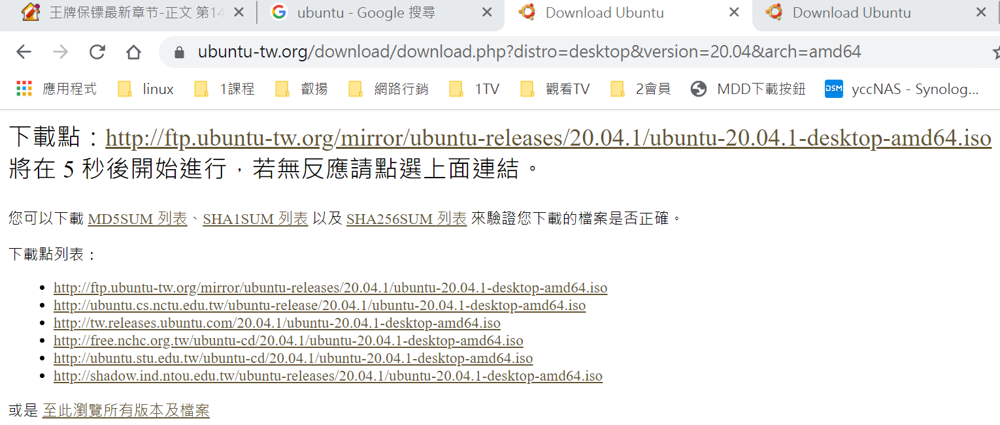 王牌保镖最新章节-正文 第14
ubuntu - Google 搜尋
Download Ubuntu
Download Ubuntu
ubuntu-tw.org/download/download.php?distro=desktop&version=20.04&arch=amd64
應用程式
linux
1課程
叡揚
網路行銷
1TV
觀看TV
2會員
MDD下載按鈕
DSM
yccNAS - Synolog...
下載點：http://ftp.ubuntu-tw.org/mirror/ubuntu-releases/20.04.1/ubuntu-20.04.1-desktop-amd64.iso
將在 5 秒後開始進行，若無反應請點選上面連結。
您可以下載 MD5SUM 列表、SHA1SUM 列表 以及 SHA256SUM 列表 來驗證您下載的檔案是否正確。
下載點列表：
http://ftp.ubuntu-tw.org/mirror/ubuntu-releases/20.04.1/ubuntu-20.04.1-desktop-amd64.iso
http://ubuntu.cs.nctu.edu.tw/ubuntu-release/20.04.1/ubuntu-20.04.1-desktop-amd64.iso
http://tw.releases.ubuntu.com/20.04.1/ubuntu-20.04.1-desktop-amd64.iso
http://free.nchc.org.tw/ubuntu-cd/20.04.1/ubuntu-20.04.1-desktop-amd64.iso
http://ubuntu.stu.edu.tw/ubuntu-cd/20.04.1/ubuntu-20.04.1-desktop-amd64.iso
http://shadow.ind.ntou.edu.tw/ubuntu-releases/20.04.1/ubuntu-20.04.1-desktop-amd64.iso
或是 至此瀏覽所有版本及檔案